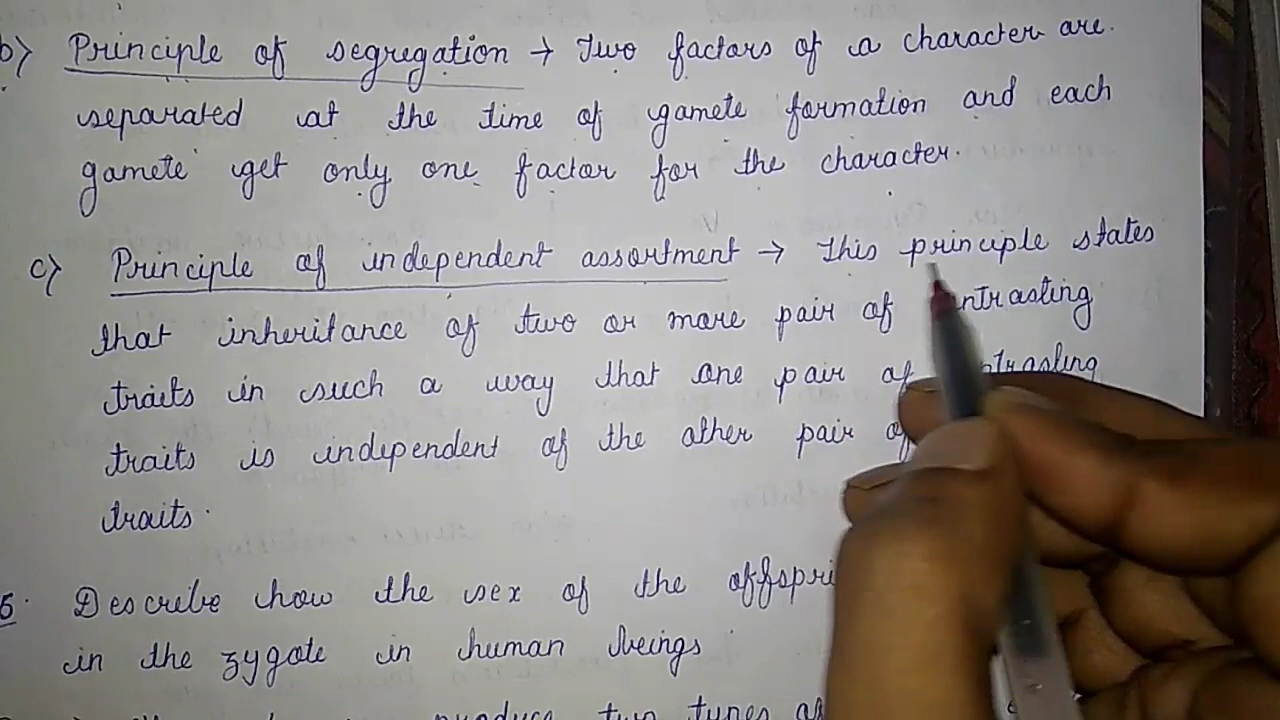 b) Principle of segregation → Two factors of a character are
separated at the time of gamete formation and each
gamete get only one factor for the character.
c) Principle of independent assortment → This principle states
that inheritance of two or more pair of contrasting
traits in such a way that one pair of contrasting
traits is independent of the other pair of
traits.
5. Describe how the sex of the
in the zygote in human beings
produce two types